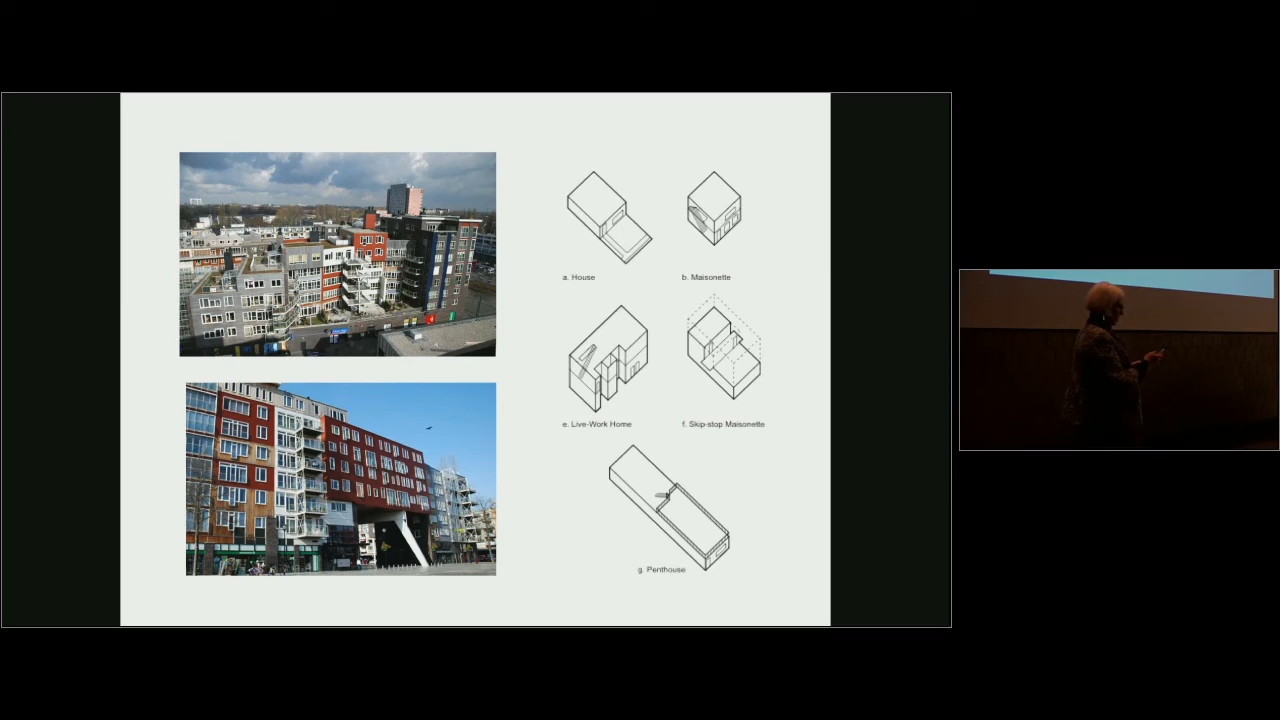 a. House
b. Maisonette
e. Live-Work Home
f. Skip-stop Maisonette
g. Penthouse